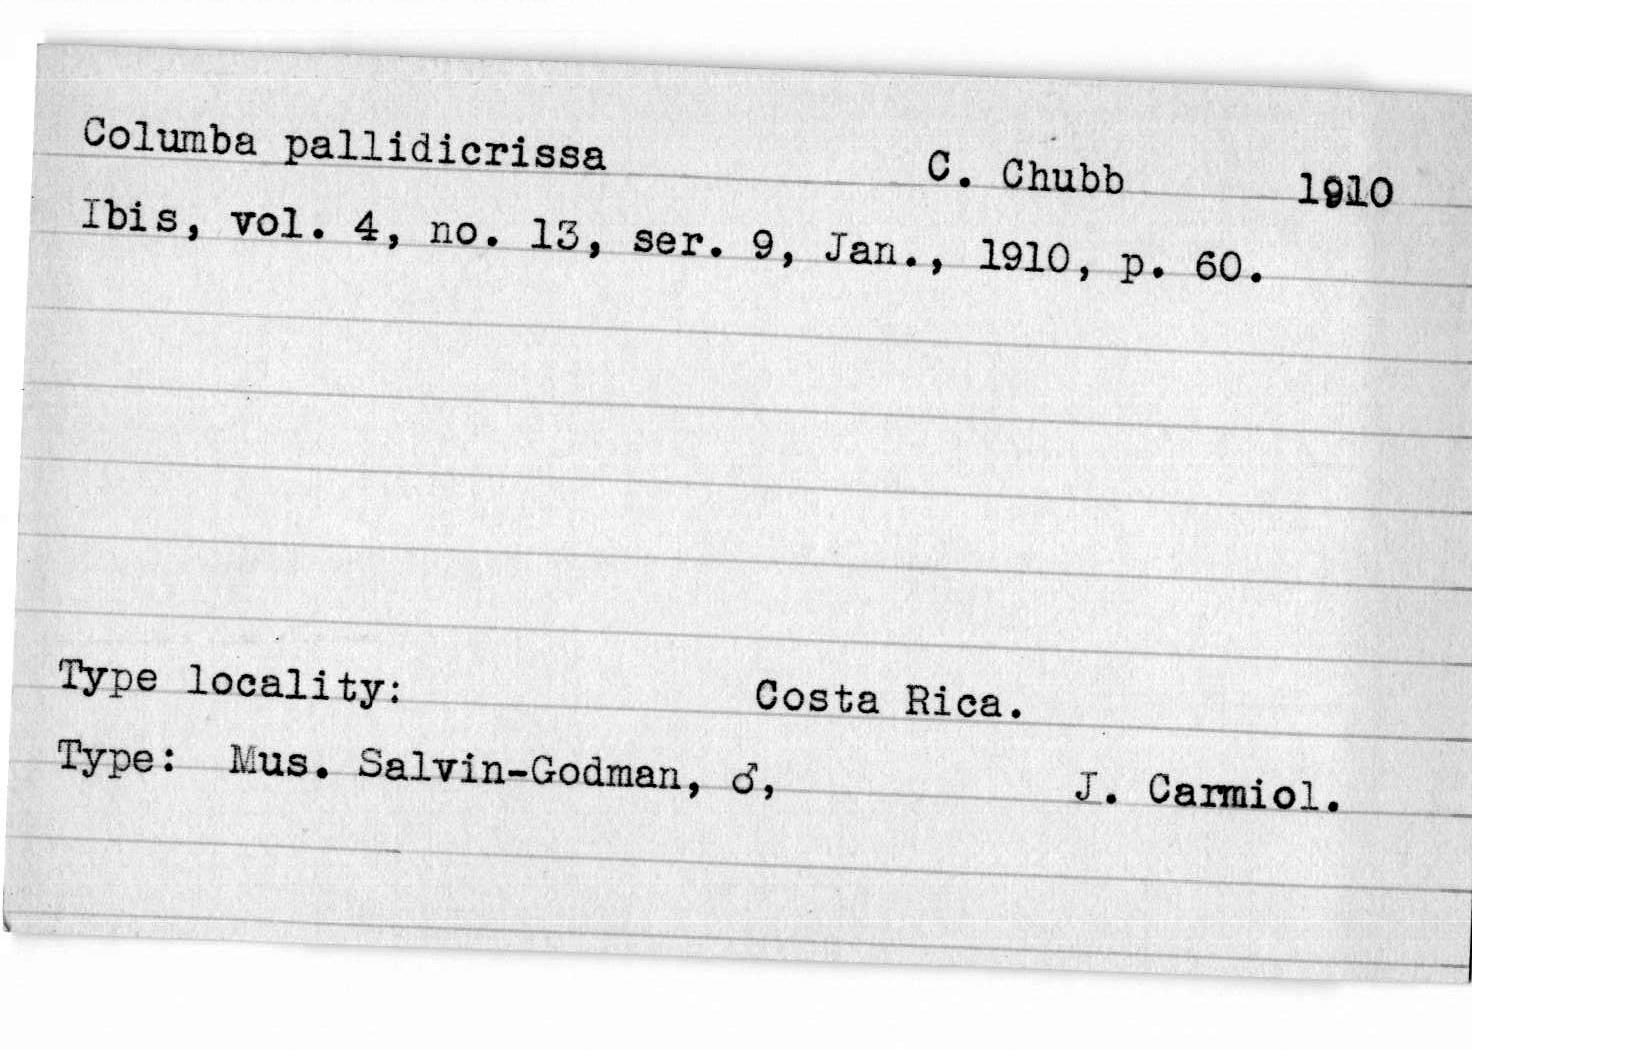 Columba pallidicrissa C. Chubb 1910
Ibis, vol. 4, no. 13, ser. 9, Jan., 1910, p. 60.
Type locality: Costa Rica.
Type: Mus. Salvin-Godman, ♂, J. Carmiol.